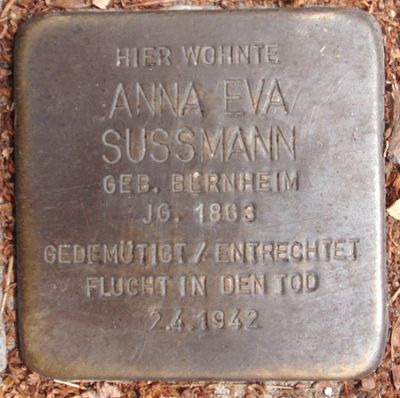 HIER WOHNTE
ANNA EVA
SUSSMANN
GEB. BERNHEIM
JG. 1863
GEDEMÜTIGT / ENTRECHTET
FLUCHT IN DEN TOD
2.4.1942